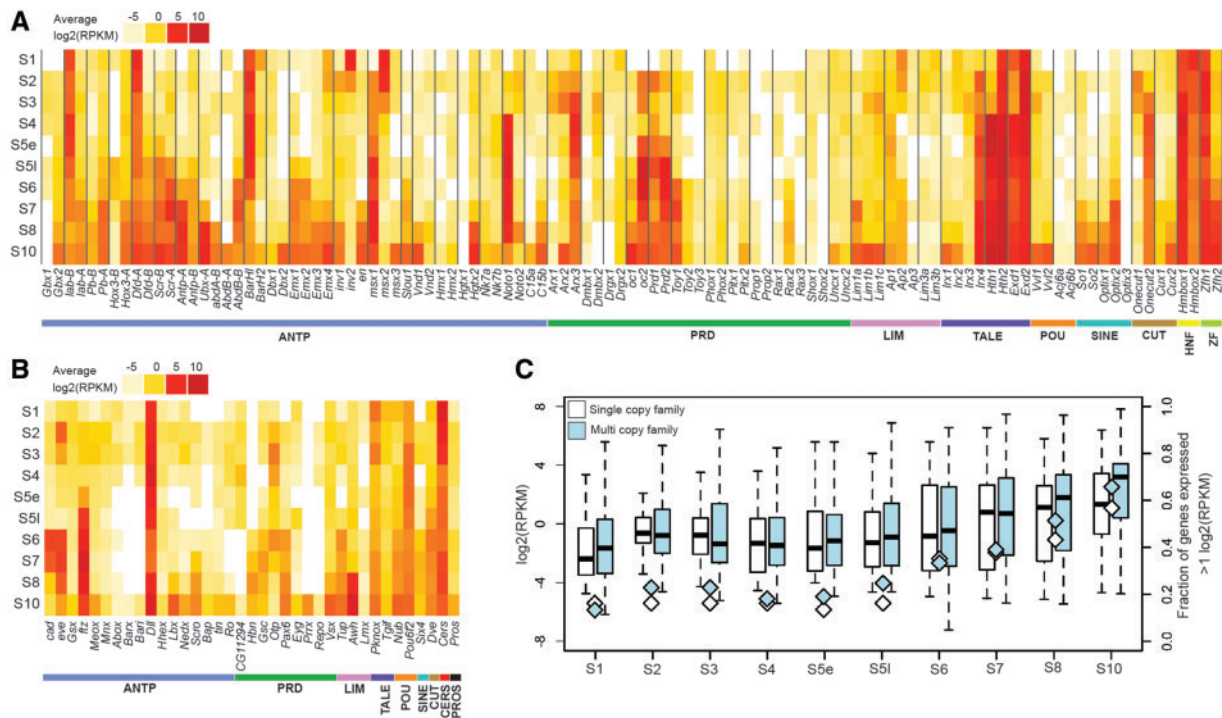 A
Average
log2(RPKM)
-5 0 5 10
S1
S2
S3
S4
S5e
S5l
S6
S7
S8
S10
Gbx1
Gbx2
lab-B
lab-A
Pb-B
Pb-A
Hox3-B
Hox3-A
Dfd-A
Dfd-B
Scr-B
Scr-A
Antp-A
Antp-B
Ubx-A
abdA-B
AbdB-A
AbdB-B
BarHI
BarH2
Dbx1
Dbx2
Emx1
Emx2
Emx3
Emx4
Inv1
inv2
en
msx1
msx2
msx3
Slou1
Vnd1
Vnd2
Hmx1
Hmx2
Hgtx1
Hgtx2
Nk7a
Nk7b
Noto1
Noto2
C15a
C15b
Arx1
Arx2
Arx3
Dmbx1
Dmbx2
Drgx1
Drgx2
oc1
oc2
Prd1
Prd2
Toy1
Toy2
Toy3
Phox1
Phox2
Pitx1
Pitx2
Prop1
Prop2
Rax1
Rax2
Rax3
Shox1
Shox2
Uncx1
Uncx2
Lim1a
Lim1b
Lim1c
Ap1
Ap2
Ap3
Lim3a
Lim3b
Irx1
Irx2
Irx3
Irx4
Hth1
Hth2
Exd1
Exd2
Vvl1
Vvl2
Acj6a
Acj6b
So1
So2
Optix1
Optix2
Optix3
Onecut1
Onecut2
Cux1
Cux2
Hmbox1
Hmbox2
Zfh1
Zfh2
ANTP PRD LIM TALE POU SINE CUT HNF ZF
B
Average
log2(RPKM)
-5 0 5 10
S1
S2
S3
S4
S5e
S5l
S6
S7
S8
S10
cad
eve
Gsx
ftz
Meox
Mnx
Abox
Barx
Bari
Dll
Hhex
Lbx
Nedx
Scro
Bap
tin
Ro
CG11294
Hbn
Gsc
Otp
Pax6
Eyg
Prrx
Repo
Vsx
Tup
Awh
Lmx
Pknox
Tgif
Nub
Pou6f2
Six4
Dve
Cers
Pros
ANTP PRD LIM TALE POU SINE CUT CERS PROS
C
Single copy family
Multi copy family
log2(RPKM)
8
4
0
-4
-8
S1 S2 S3 S4 S5e S5l S6 S7 S8 S10
1.0
0.8
0.6
0.4
0.2
0.0
Fraction of genes expressed
>1 log2(RPKM)